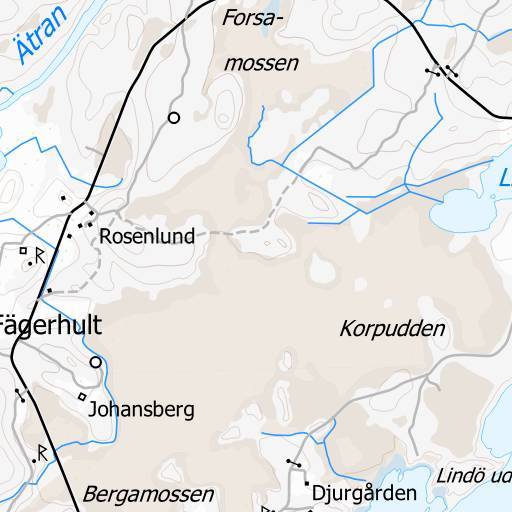 Ätran
Forsa-
mossen
Rosenlund
Fägerhult
Korpudden
Johansberg
Lindö ud
Bergamossen
Djurgården